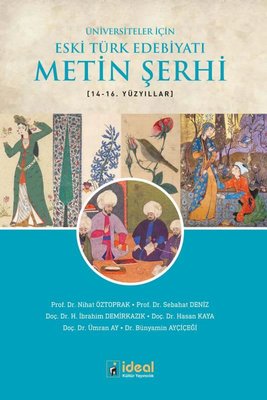 ÜNİVERSİTELER İÇİN
ESKİ TÜRK EDEBİYATI
METİN ŞERHİ
[14-16. YÜZYILLAR]
Prof. Dr. Nihat ÖZTOPRAK • Prof. Dr. Sebahat DENİZ
Doç. Dr. H. İbrahim DEMİRKAZIK • Doç. Dr. Hasan KAYA
Doç. Dr. Ümran AY • Dr. Bünyamin AYÇİÇEĞİ
ideal
Kültür Yayıncılık